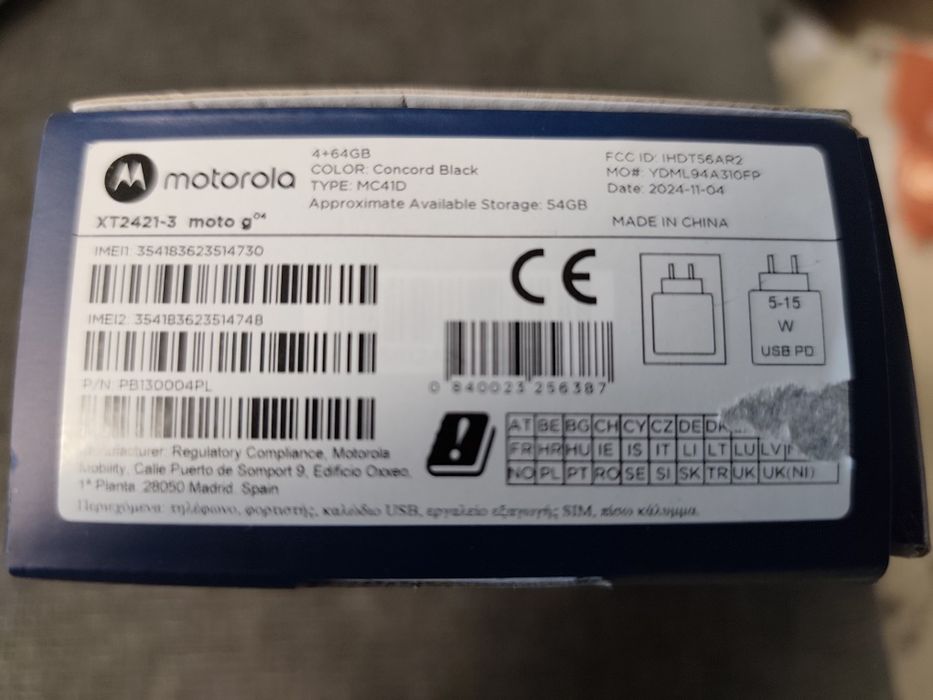 motorola
XT2421-3 moto g⁰⁴
4+64GB
COLOR: Concord Black
TYPE: MC41D
Approximate Available Storage: 54GB
FCC ID: IHDT56AR2
MO#: YDML94A310FP
Date: 2024-11-04
MADE IN CHINA
IMEI1: 354183623514730
IMEI2: 354183623514748
P/N: PB130004PL
CE
0 840023 256387
5-15
W
USB PD
Manufacturer: Regulatory Compliance, Motorola
Mobility, Calle Puerto de Somport 9, Edificio Oxxeo,
1ª Planta, 28050 Madrid, Spain
!
AT BE BG CH CY CZ DE DK
FR HR HU IE IS IT LI LT LU LV
NO PL PT RO SE SI SK TR UK UK(NI)
Περιεχόμενα: τηλέφωνο, φορτιστής, καλώδιο USB, εργαλείο εξαγωγής SIM, πίσω κάλυμμα.